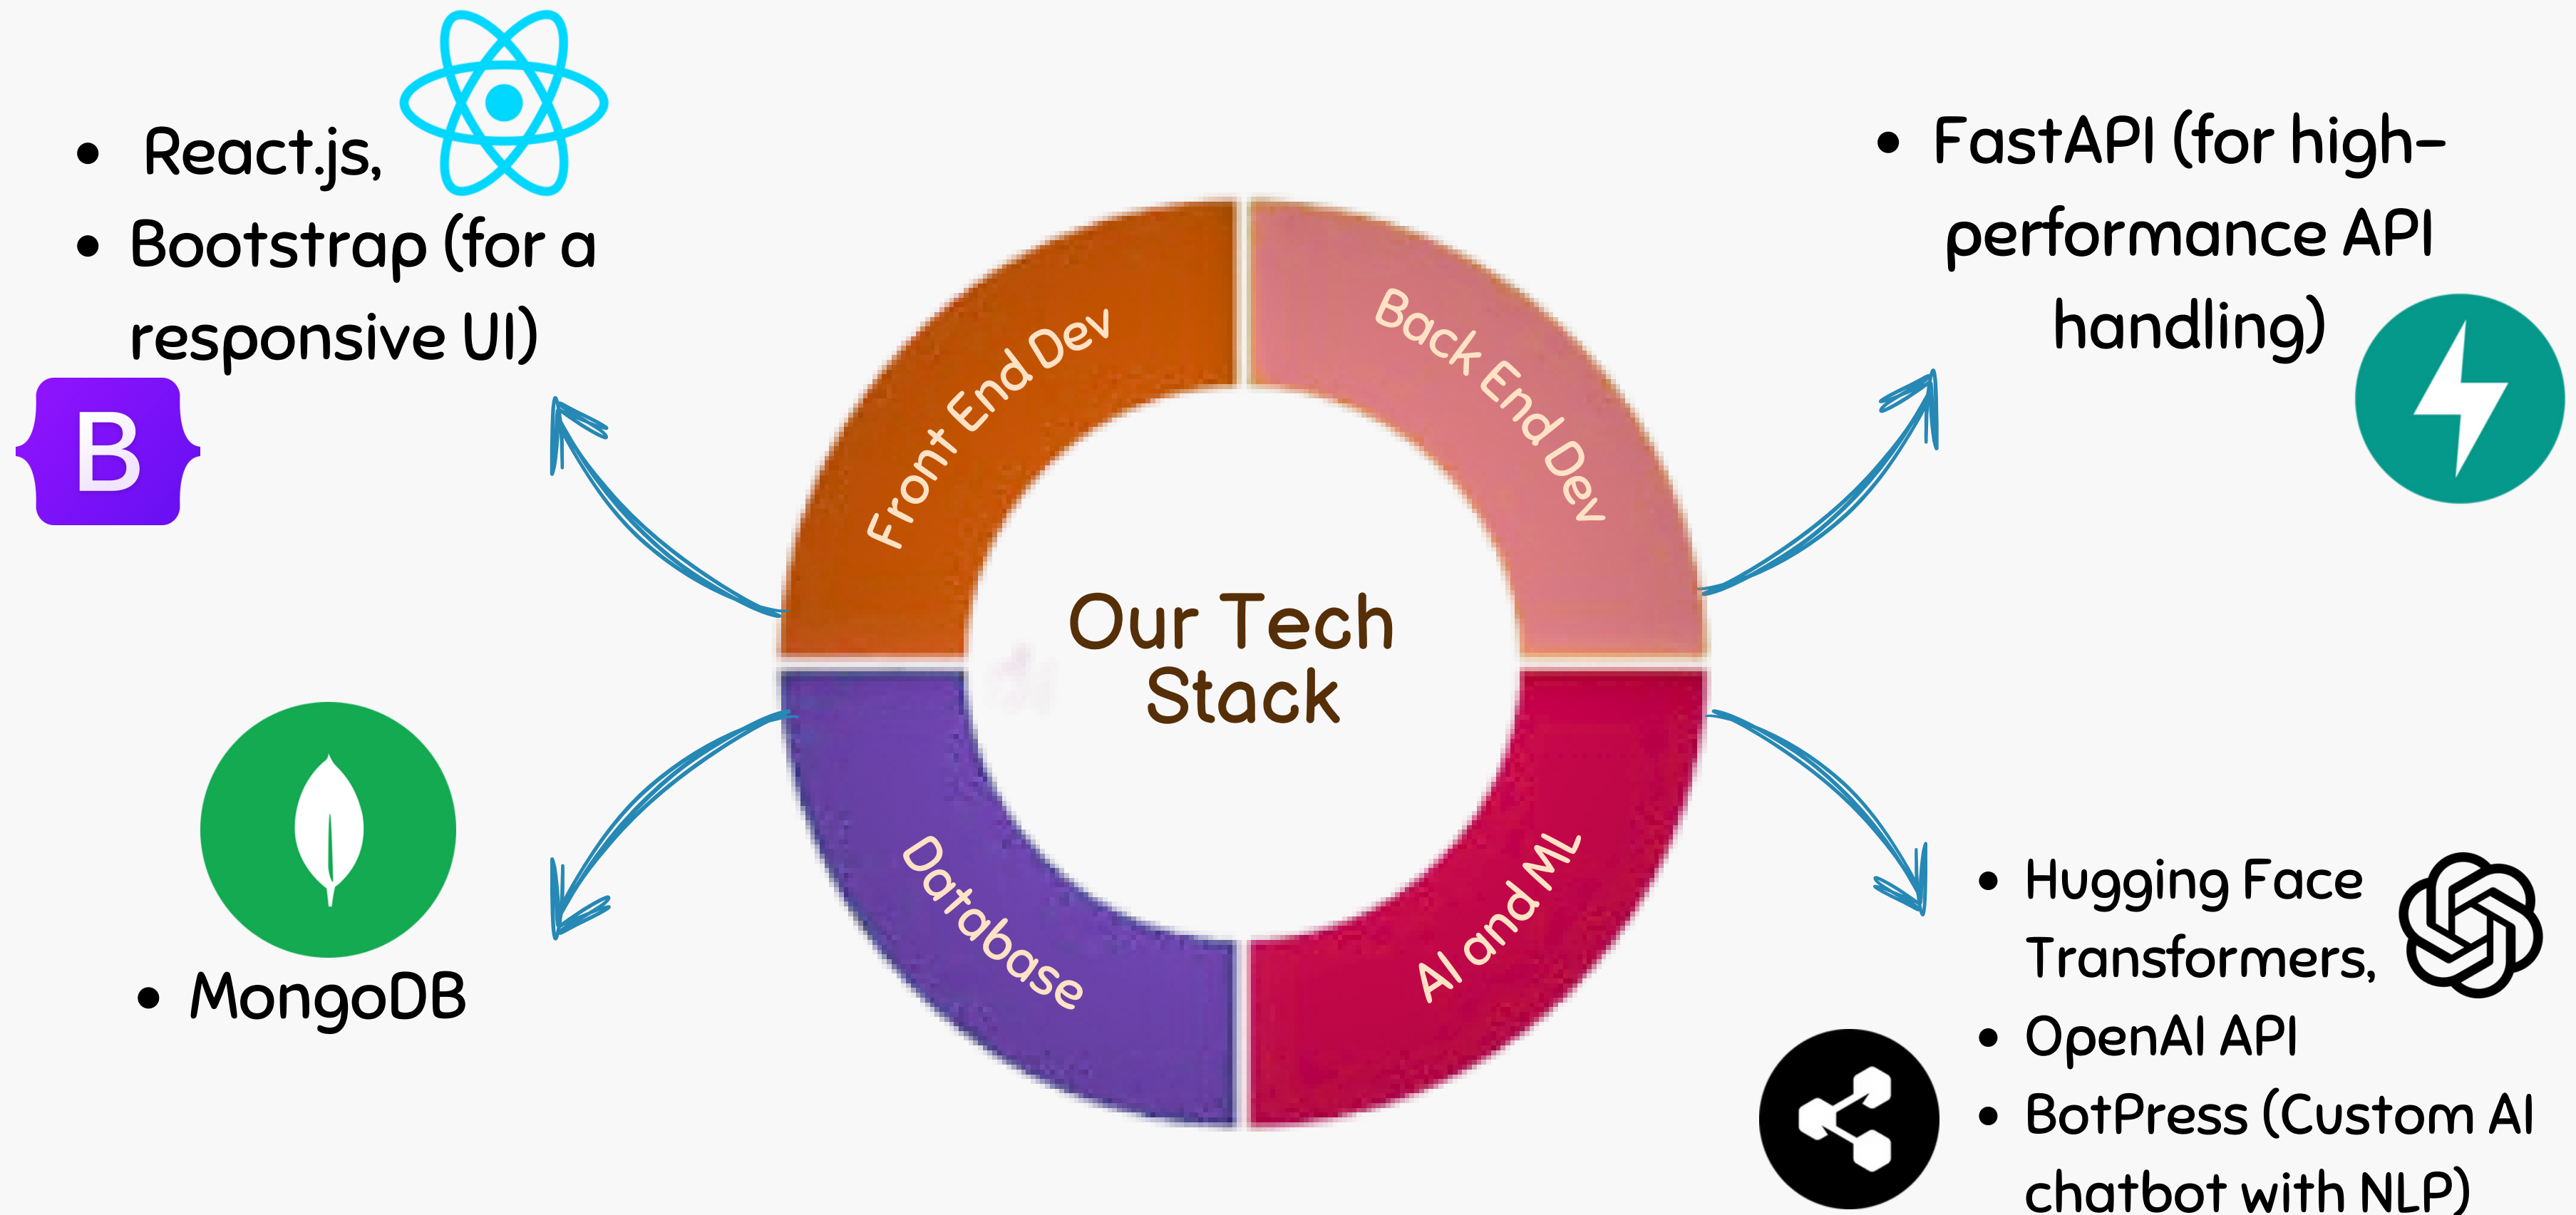 • React.js,
• Bootstrap (for a
responsive UI)
B
• FastAPI (for high-
performance API
handling)
Front End Dev
Back End Dev
Our Tech
Stack
Database
AI and ML
• MongoDB
• Hugging Face
Transformers,
• OpenAI API
• BotPress (Custom AI
chatbot with NLP)